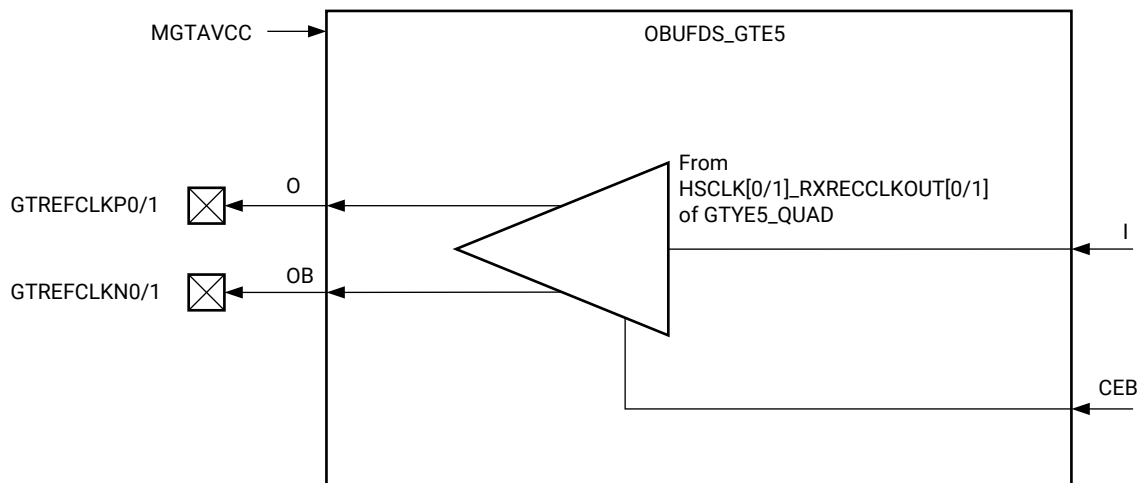 MGTAVCC
OBUFDS_GTE5
From
HSCLK[0/1]_RXRECCLKOUT[0/1]
of GTYE5_QUAD
O
GTREFCLKP0/1
I
OB
GTREFCLKN0/1
CEB